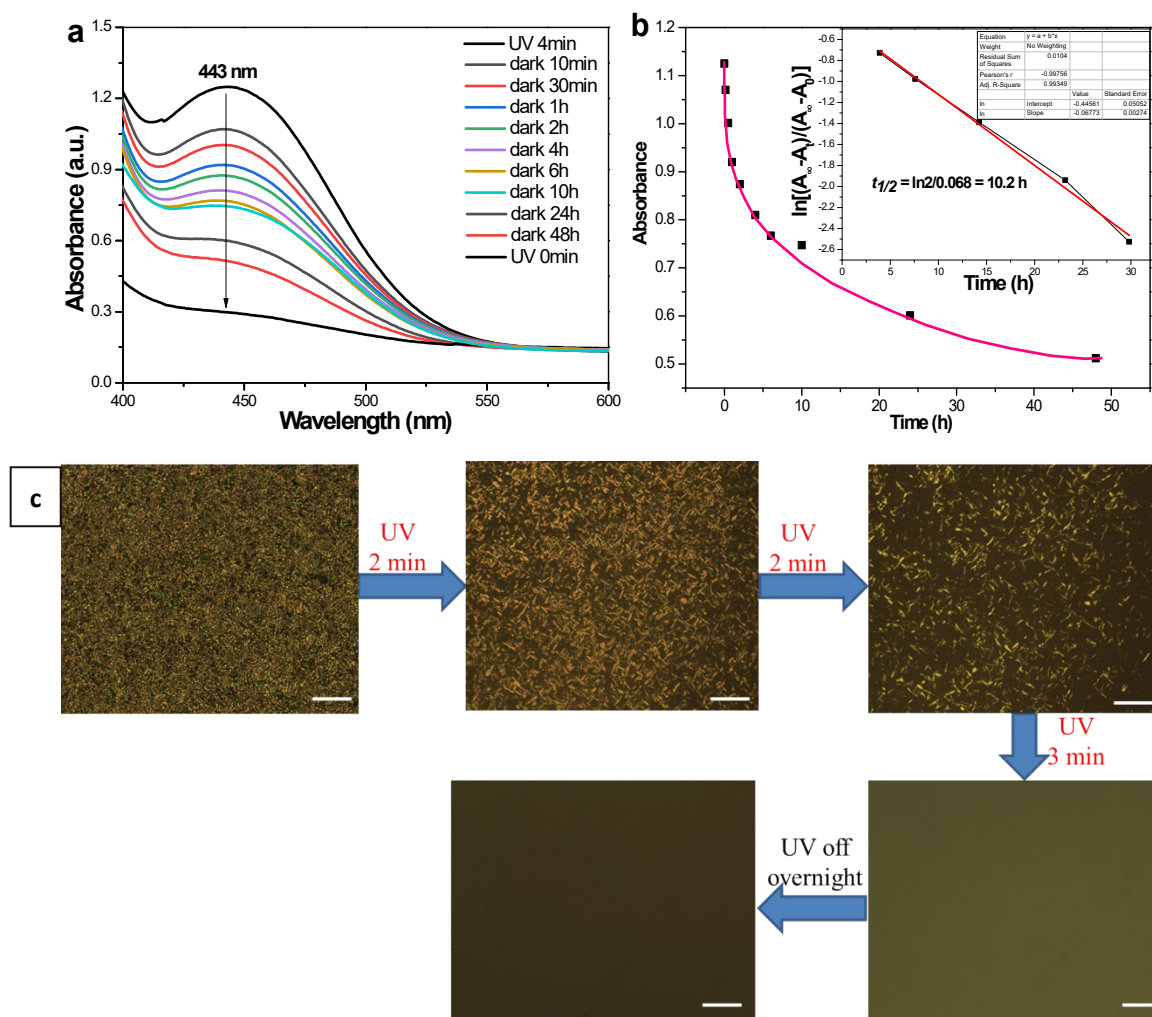 a
443 nm
UV 4min
dark 10min
dark 30min
dark 1h
dark 2h
dark 4h
dark 6h
dark 10h
dark 24h
dark 48h
UV 0min
Absorbance (a.u.)
1.5
1.2
0.9
0.6
0.3
0.0
400
450
500
550
600
Wavelength (nm)
b
Absorbance
1.2
1.1
1.0
0.9
0.8
0.7
0.6
0.5
0
10
20
30
40
50
Time (h)
ln[(A∞-At)/(A∞-A0)]
-0.6
-0.8
-1.0
-1.2
-1.4
-1.6
-1.8
-2.0
-2.2
-2.4
-2.6
0
5
10
15
20
25
30
Time (h)
t1/2 = ln2/0.068 = 10.2 h
Equation y = a + b*x
Weight No Weighting
Residual Sum of Squares 0.0104
Pearson's r -0.99756
Adj. R-Square 0.99349
Value Standard Error
ln Intercept -0.44561 0.05052
ln Slope -0.06773 0.00274
c
UV
2 min
UV
2 min
UV
3 min
UV off
overnight